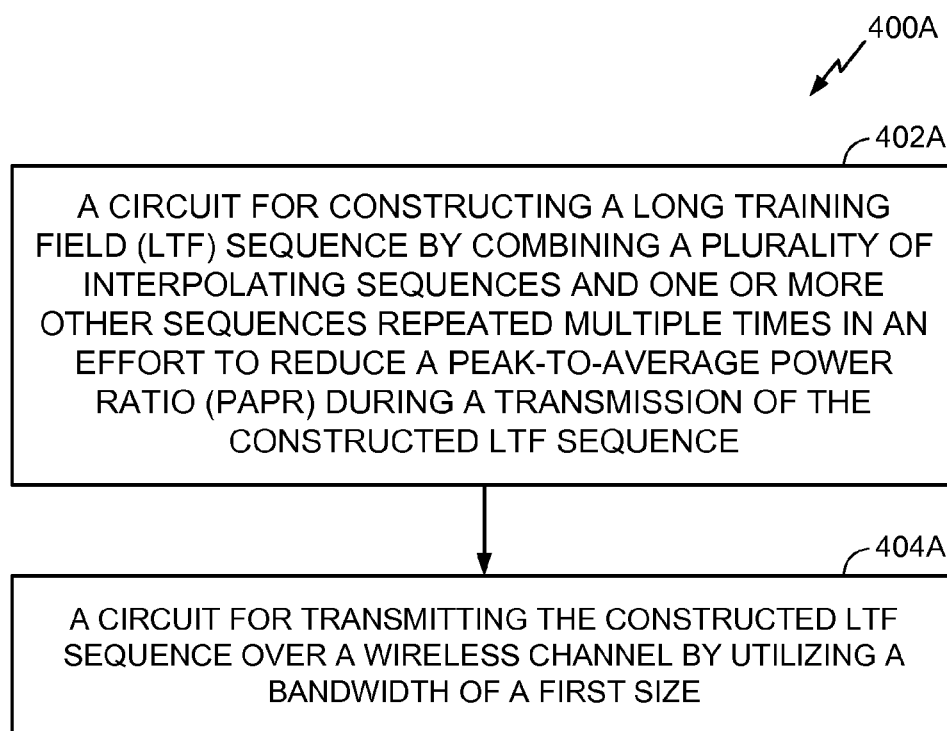 400A
402A
A CIRCUIT FOR CONSTRUCTING A LONG TRAINING
FIELD (LTF) SEQUENCE BY COMBINING A PLURALITY OF
INTERPOLATING SEQUENCES AND ONE OR MORE
OTHER SEQUENCES REPEATED MULTIPLE TIMES IN AN
EFFORT TO REDUCE A PEAK-TO-AVERAGE POWER
RATIO (PAPR) DURING A TRANSMISSION OF THE
CONSTRUCTED LTF SEQUENCE
404A
A CIRCUIT FOR TRANSMITTING THE CONSTRUCTED LTF
SEQUENCE OVER A WIRELESS CHANNEL BY UTILIZING A
BANDWIDTH OF A FIRST SIZE